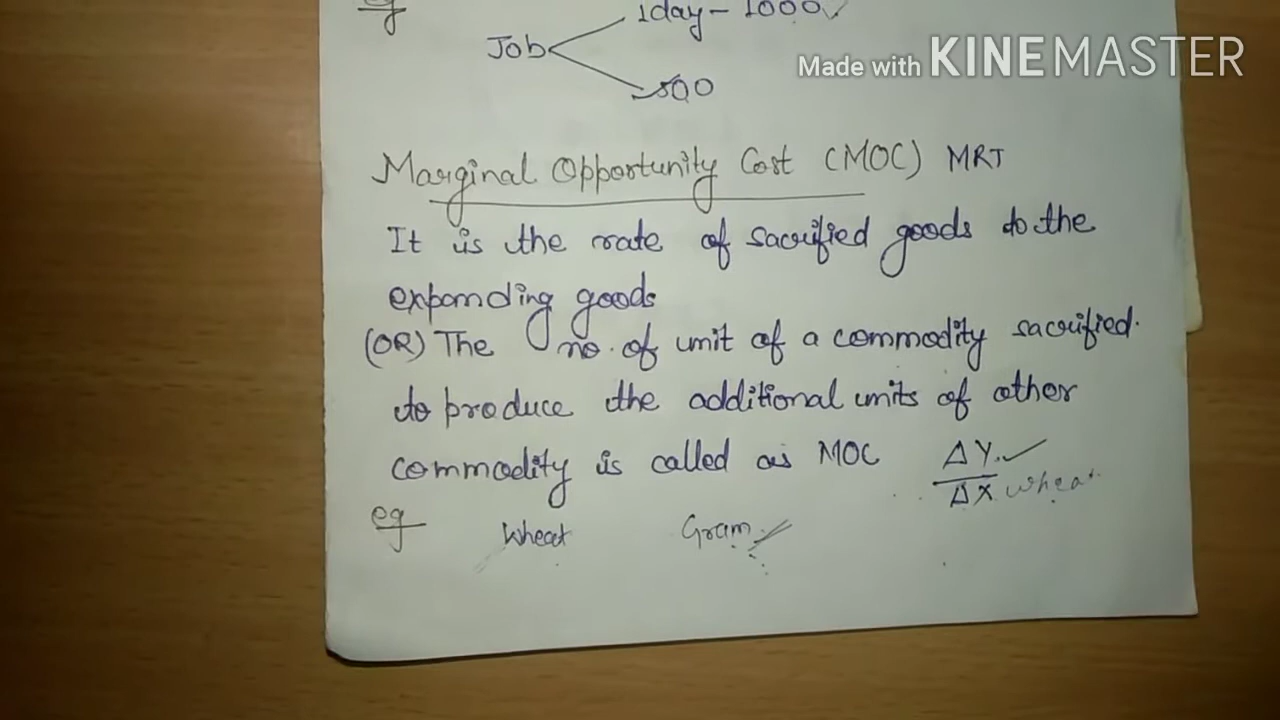 eg
1day - 1000
Job
500
Made with KINEMASTER
Marginal Opportunity Cost (MOC) MRT
It is the rate of sacrified goods to the
expanding goods
(OR) The no. of unit of a commodity sacrified.
to produce the additional units of other
commodity is called as MOC
ΔY
ΔX wheat
eg Wheat Gram